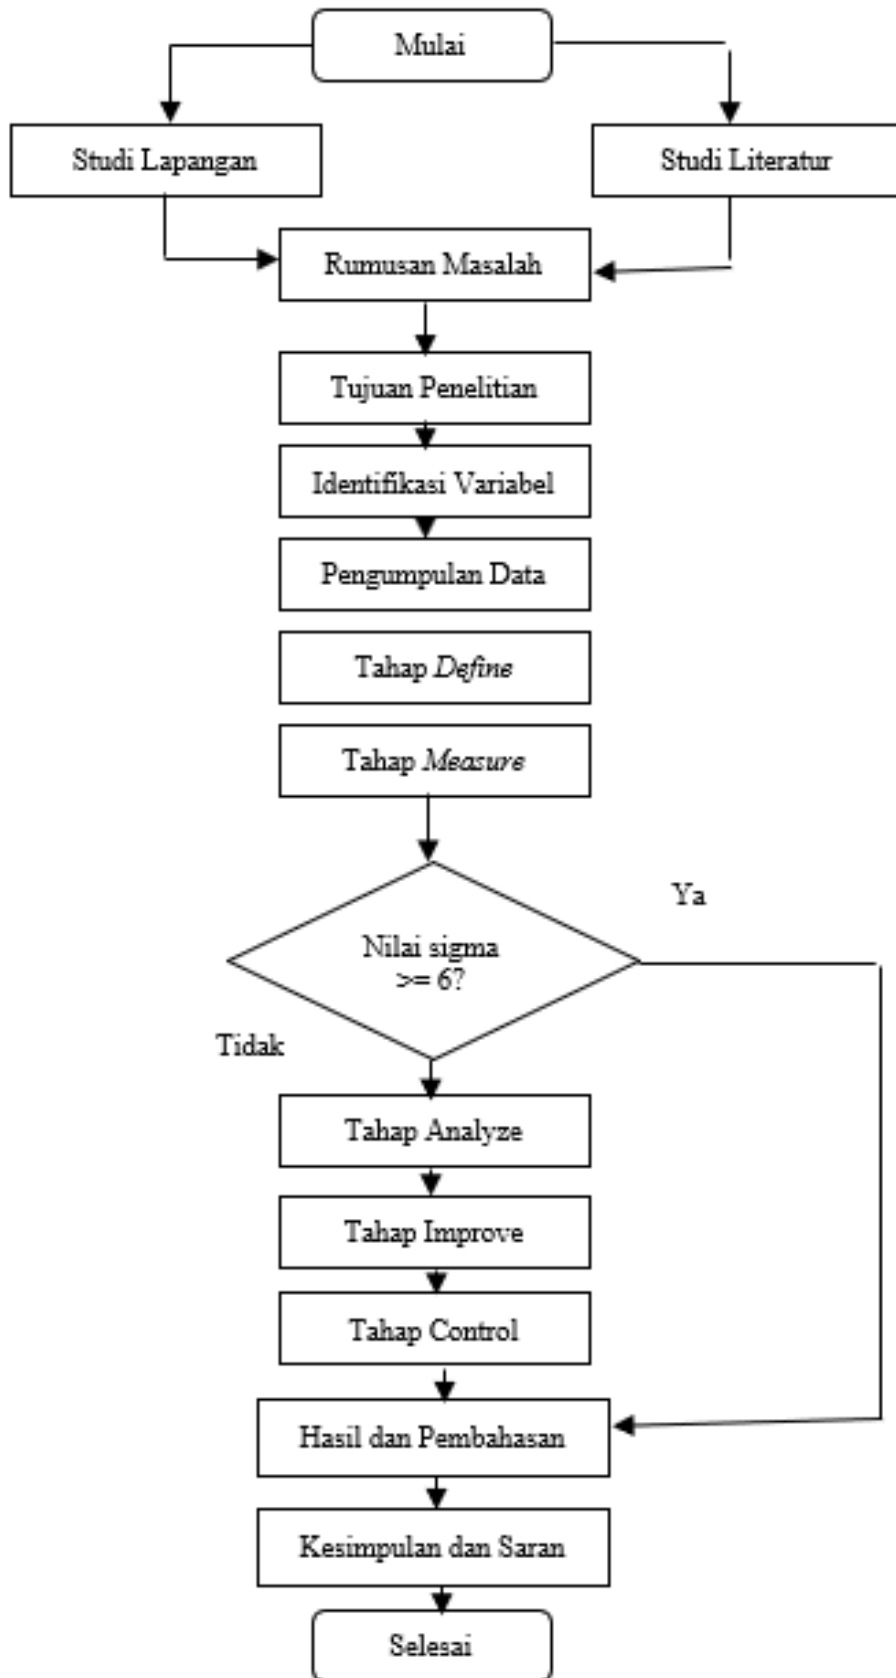 Mulai
Studi Lapangan
Studi Literatur
Rumusan Masalah
Tujuan Penelitian
Identifikasi Variabel
Pengumpulan Data
Tahap Define
Tahap Measure
Ya
Nilai sigma
>= 6?
Tidak
Tahap Analyze
Tahap Improve
Tahap Control
Hasil dan Pembahasan
Kesimpulan dan Saran
Selesai